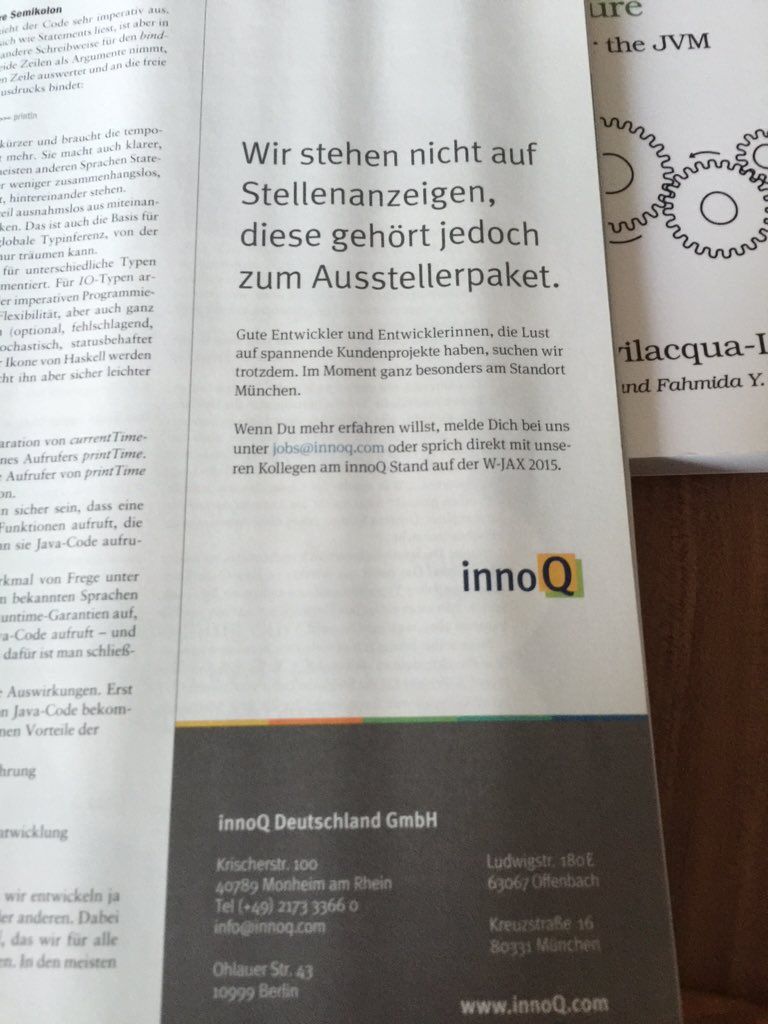 re Semikolon
nicht der Code sehr imperativ aus.
ch wie Statements liest, ist aber in
andere Schreibweise für den bind-
eide Zeilen als Argumente nimmt,
n Zeile auswertet und an die freie
usdrucks bindet:
>>= println
kürzer und braucht die tempo-
mehr. Sie macht auch klarer,
neisten anderen Sprachen State-
r weniger zusammenhangslos,
t, hintereinander stehen.
eil ausnahmslos aus miteinan-
ken. Das ist auch die Basis für
globale Typinferenz, von der
nur träumen kann.
für unterschiedliche Typen
mentiert. Für IO-Typen ar-
er imperativen Programmie-
Flexibilität, aber auch ganz
(optional, fehlschlagend,
ochastisch, statusbehaftet
Ikone von Haskell werden
cht ihn aber sicher leichter
aration von currentTime-
nes Aufrufers printTime.
e Aufrufer von printTime
on.
n sicher sein, dass eine
Funktionen aufruft, die
nn sie Java-Code aufru-
rkmal von Frege unter
n bekannten Sprachen
untime-Garantien auf,
va-Code aufruft – und
dafür ist man schließ-
e Auswirkungen. Erst
n Java-Code bekom-
nen Vorteile der
hrung
ntwicklung
wir entwickeln ja
der anderen. Dabei
, das wir für alle
en. In den meisten
Wir stehen nicht auf
Stellenanzeigen,
diese gehört jedoch
zum Ausstellerpaket.
Gute Entwickler und Entwicklerinnen, die Lust
auf spannende Kundenprojekte haben, suchen wir
trotzdem. Im Moment ganz besonders am Standort
München.
Wenn Du mehr erfahren willst, melde Dich bei uns
unter jobs@innoq.com oder sprich direkt mit unse-
ren Kollegen am innoQ Stand auf der W-JAX 2015.
innoQ
innoQ Deutschland GmbH
Krischerstr. 100
40789 Monheim am Rhein
Tel (+49) 2173 3366 0
info@innoq.com
Ohlauer Str. 43
10999 Berlin
Ludwigstr. 180E
63067 Offenbach
Kreuzstraße 16
80331 München
www.innoQ.com
ure
r the JVM
vilacqua-L
und Fahmida Y.